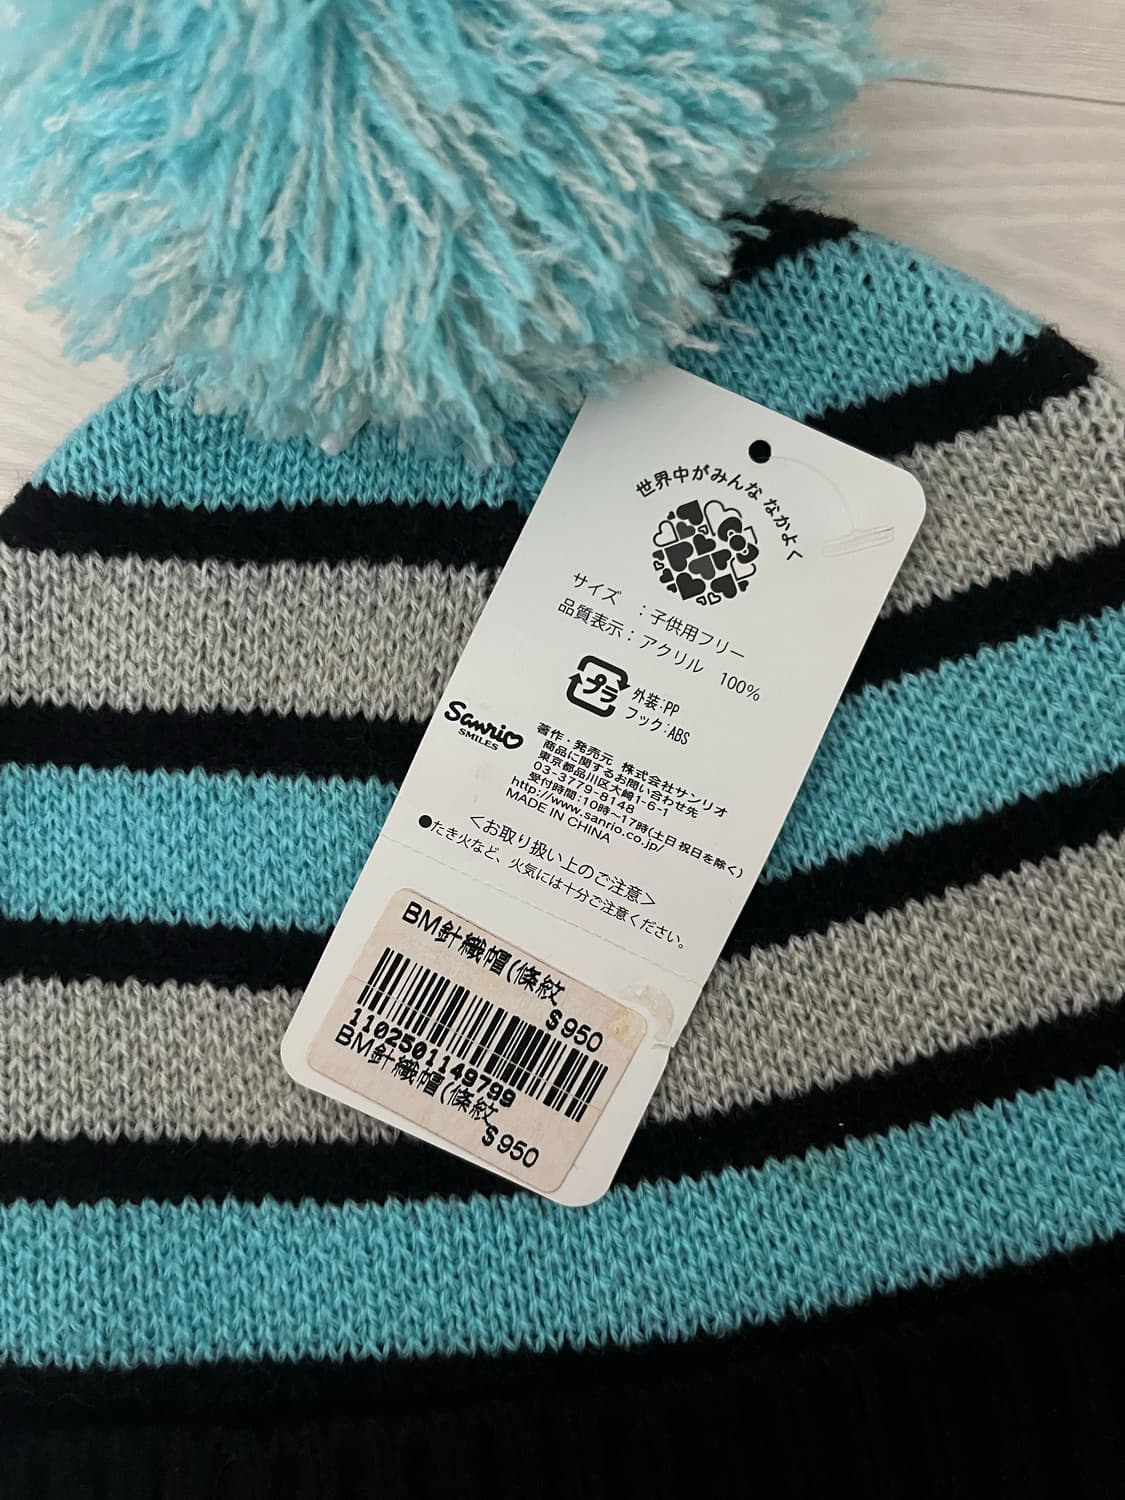 世界中がみんななかよく
サイズ　：子供用フリー
品質表示：アクリル　100%
プラ
外装:PP
フック:ABS
Sanrio
SMILES
著作・発売元　株式会社サンリオ
商品に関するお問い合わせ先
東京都品川区大崎1-6-1
03-3779-8148
受付時間:10時～17時(土日祝日を除く)
http://www.sanrio.co.jp/
MADE IN CHINA
＜お取り扱い上のご注意＞
●たき火など、火気には十分ご注意ください。
BM針織帽(條紋
$950
1102501149799
BM針織帽(條紋
$950